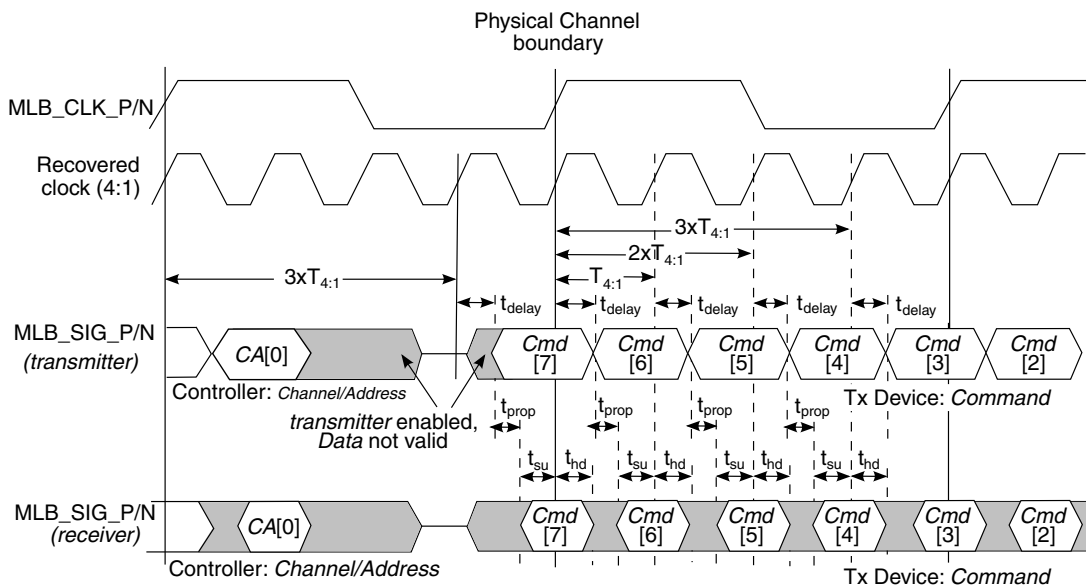 Physical Channel
boundary
MLB_CLK_P/N
Recovered
clock (4:1)
3xT4:1
2xT4:1
3xT4:1
T4:1
tdelay
tdelay
tdelay
tdelay
tdelay
MLB_SIG_P/N
(transmitter)
CA[0]
Cmd
[7]
Cmd
[6]
Cmd
[5]
Cmd
[4]
Cmd
[3]
Cmd
[2]
Controller: Channel/Address
transmitter enabled,
Data not valid
Tx Device: Command
tprop
tprop
tprop
tprop
tsu
thd
tsu
thd
tsu
thd
tsu
thd
MLB_SIG_P/N
(receiver)
CA[0]
Cmd
[7]
Cmd
[6]
Cmd
[5]
Cmd
[4]
Cmd
[3]
Cmd
[2]
Controller: Channel/Address
Tx Device: Command